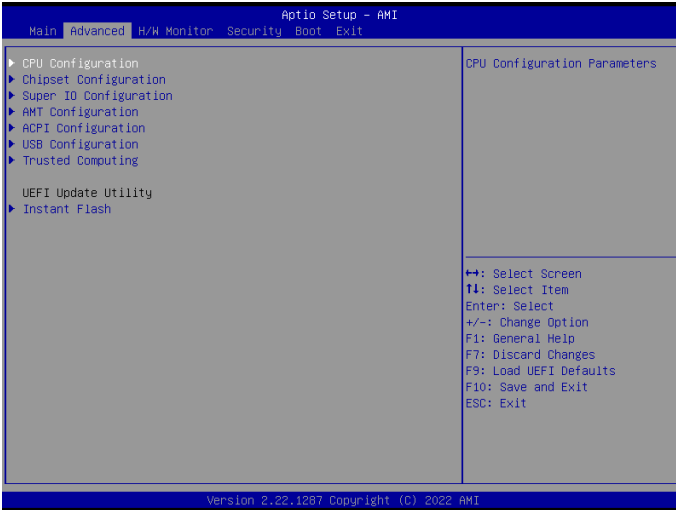 Aptio Setup - AMI
Main Advanced H/W Monitor Security Boot Exit
CPU Configuration
Chipset Configuration
Super IO Configuration
AMT Configuration
ACPI Configuration
USB Configuration
Trusted Computing
UEFI Update Utility
Instant Flash
CPU Configuration Parameters
↔: Select Screen
↑↓: Select Item
Enter: Select
+/-: Change Option
F1: General Help
F7: Discard Changes
F9: Load UEFI Defaults
F10: Save and Exit
ESC: Exit
Version 2.22.1287 Copyright (C) 2022 AMI